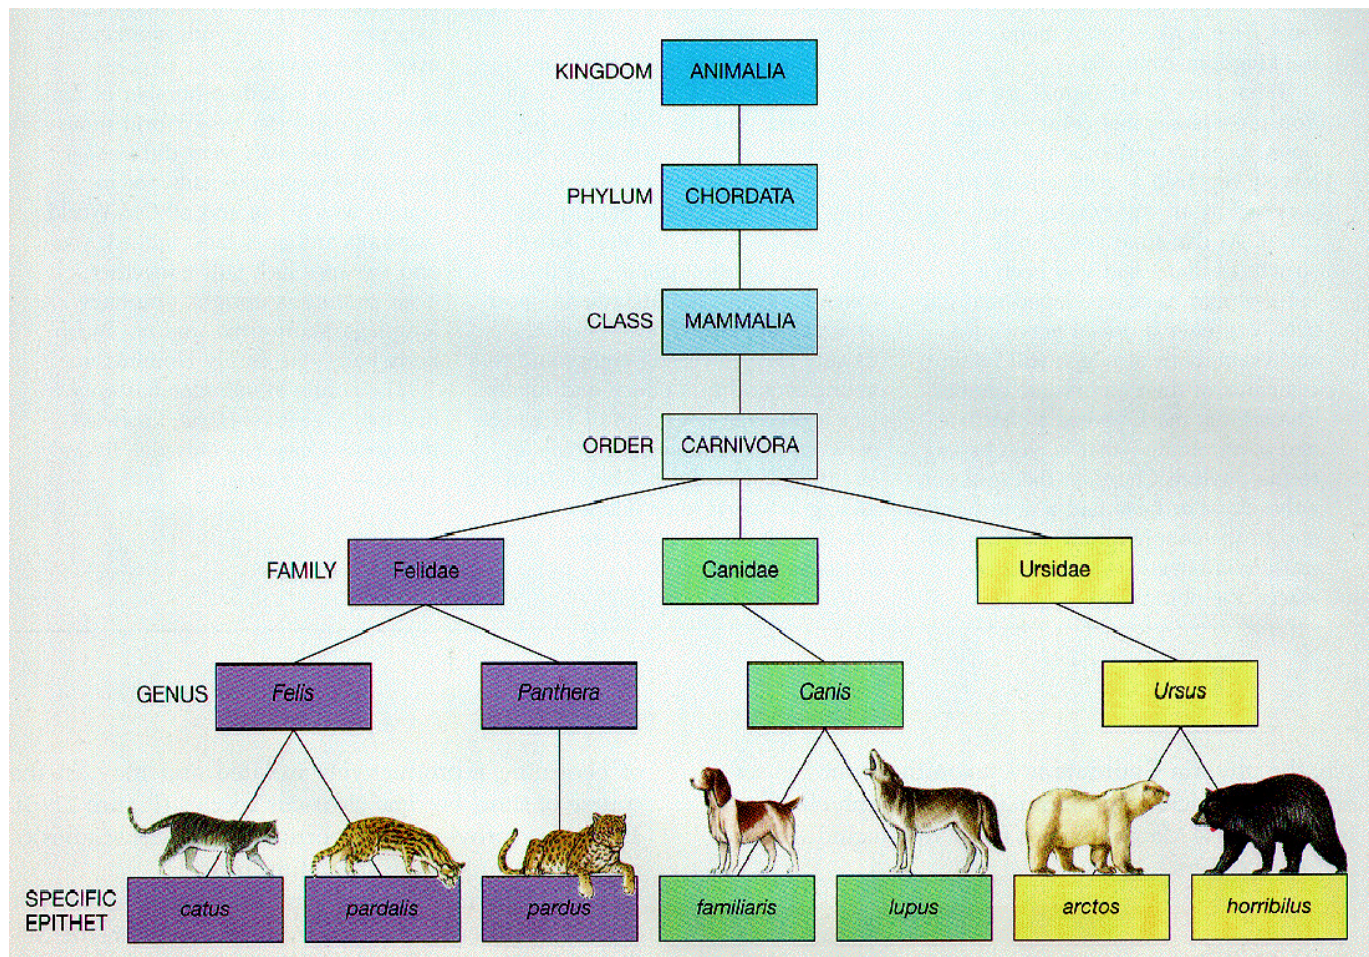 KINGDOM ANIMALIA
PHYLUM CHORDATA
CLASS MAMMALIA
ORDER CARNIVORA
FAMILY Felidae Canidae Ursidae
GENUS Felis Panthera Canis Ursus
SPECIFIC
EPITHET
catus pardalis pardus familiaris lupus arctos horribilus